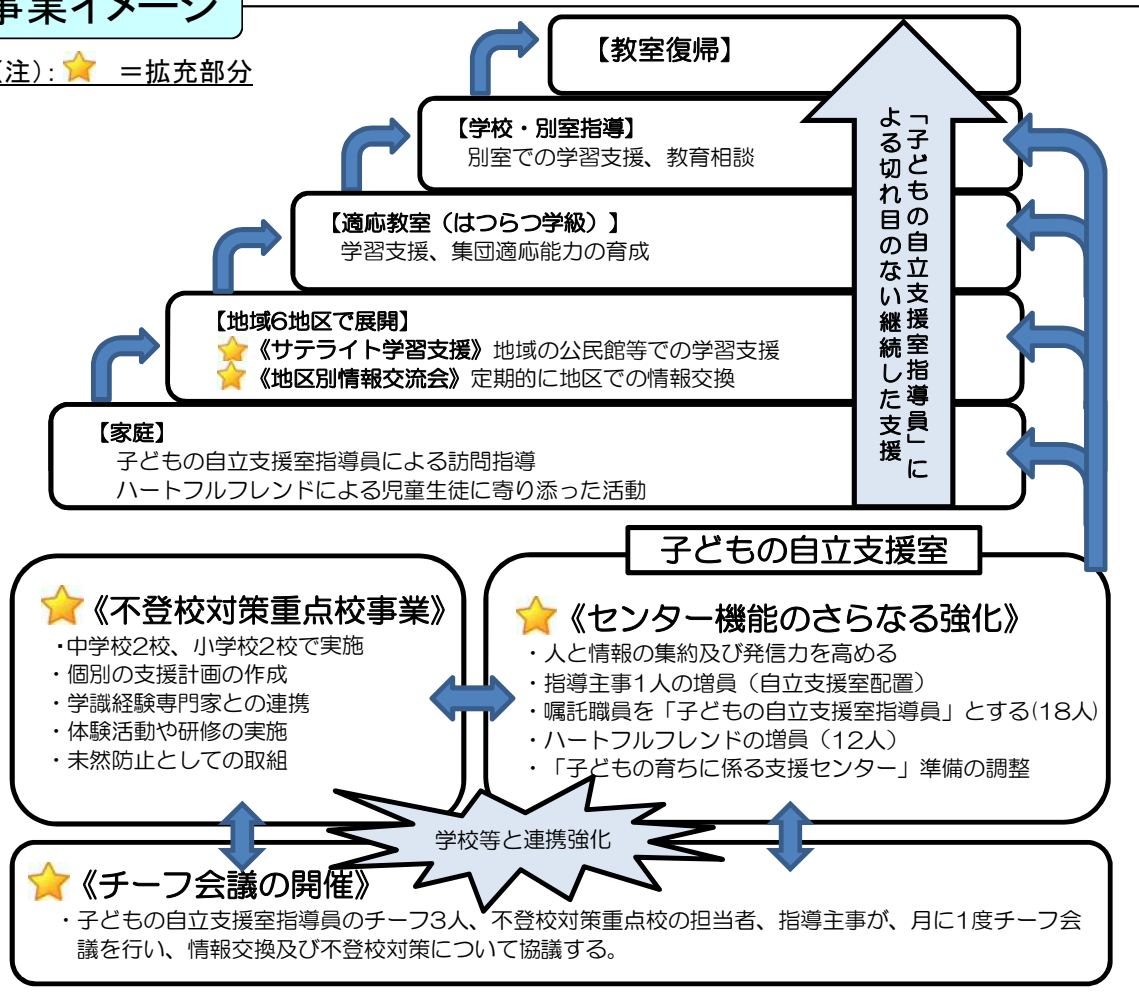 事業イメージ
(注):⭐ =拡充部分
【教室復帰】
【学校・別室指導】
別室での学習支援、教育相談
【適応教室（はつらつ学級）】
学習支援、集団適応能力の育成
【地域6地区で展開】
⭐《サテライト学習支援》地域の公民館等での学習支援
⭐《地区別情報交流会》定期的に地区での情報交換
【家庭】
子どもの自立支援室指導員による訪問指導
ハートフルフレンドによる児童生徒に寄り添った活動
「子どもの自立支援室指導員」に
よる切れ目のない継続した支援
子どもの自立支援室
⭐《不登校対策重点校事業》
・中学校2校、小学校2校で実施
・個別の支援計画の作成
・学識経験専門家との連携
・体験活動や研修の実施
・未然防止としての取組
⭐《センター機能のさらなる強化》
・人と情報の集約及び発信力を高める
・指導主事1人の増員（自立支援室配置）
・嘱託職員を「子どもの自立支援室指導員」とする(18人)
・ハートフルフレンドの増員（12人）
・「子どもの育ちに係る支援センター」準備の調整
学校等と連携強化
⭐《チーフ会議の開催》
・子どもの自立支援室指導員のチーフ3人、不登校対策重点校の担当者、指導主事が、月に1度チーフ会
議を行い、情報交換及び不登校対策について協議する。